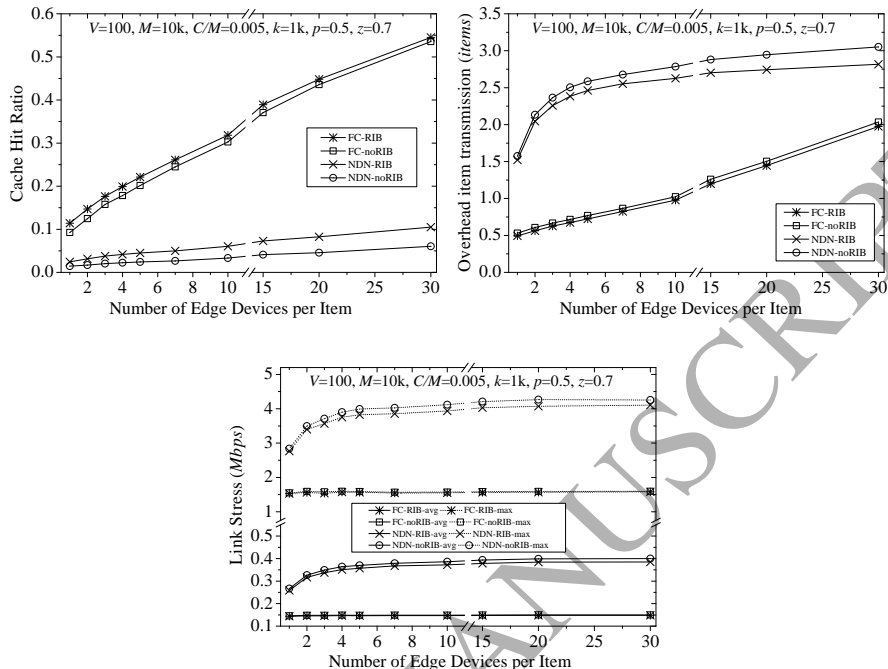 V=100, M=10k, C/M=0.005, k=1k, p=0.5, z=0.7
Cache Hit Ratio
0.6
0.5
0.4
0.3
0.2
0.1
0.0
FC-RIB
FC-noRIB
NDN-RIB
NDN-noRIB
2 4 6 8 10 15 20 25 30
Number of Edge Devices per Item
V=100, M=10k, C/M=0.005, k=1k, p=0.5, z=0.7
Overhead item transmission (items)
3.5
3.0
2.5
2.0
1.5
1.0
0.5
0.0
FC-RIB
FC-noRIB
NDN-RIB
NDN-noRIB
2 4 6 8 10 15 20 25 30
Number of Edge Devices per Item
V=100, M=10k, C/M=0.005, k=1k, p=0.5, z=0.7
Link Stress (Mbps)
5
4
3
2
1
0.5
0.4
0.3
0.2
0.1
FC-RIB-avg FC-RIB-max
FC-noRIB-avg FC-noRIB-max
NDN-RIB-avg NDN-RIB-max
NDN-noRIB-avg NDN-noRIB-max
2 4 6 8 10 15 20 25 30
Number of Edge Devices per Item
ANUSCRIPT